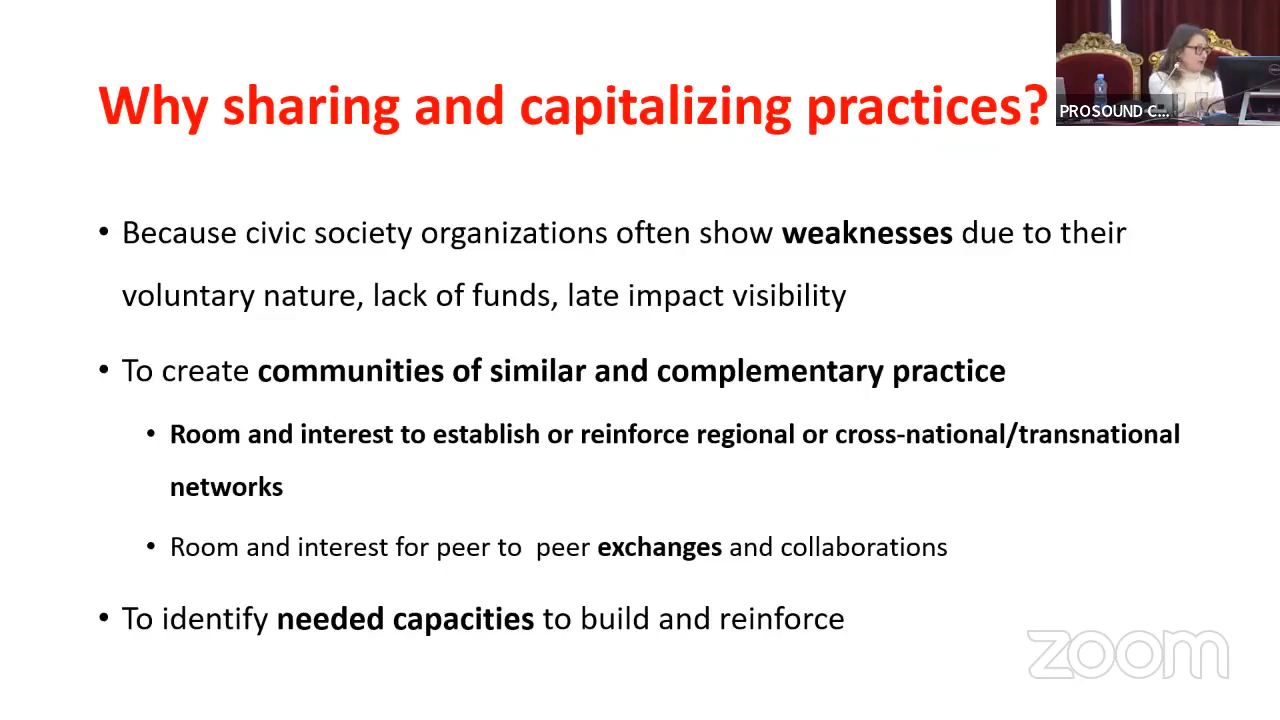 Why sharing and capitalizing practices?
PROSOUND C...
• Because civic society organizations often show weaknesses due to their
voluntary nature, lack of funds, late impact visibility
• To create communities of similar and complementary practice
• Room and interest to establish or reinforce regional or cross-national/transnational
networks
• Room and interest for peer to  peer exchanges and collaborations
• To identify needed capacities to build and reinforce
zoom